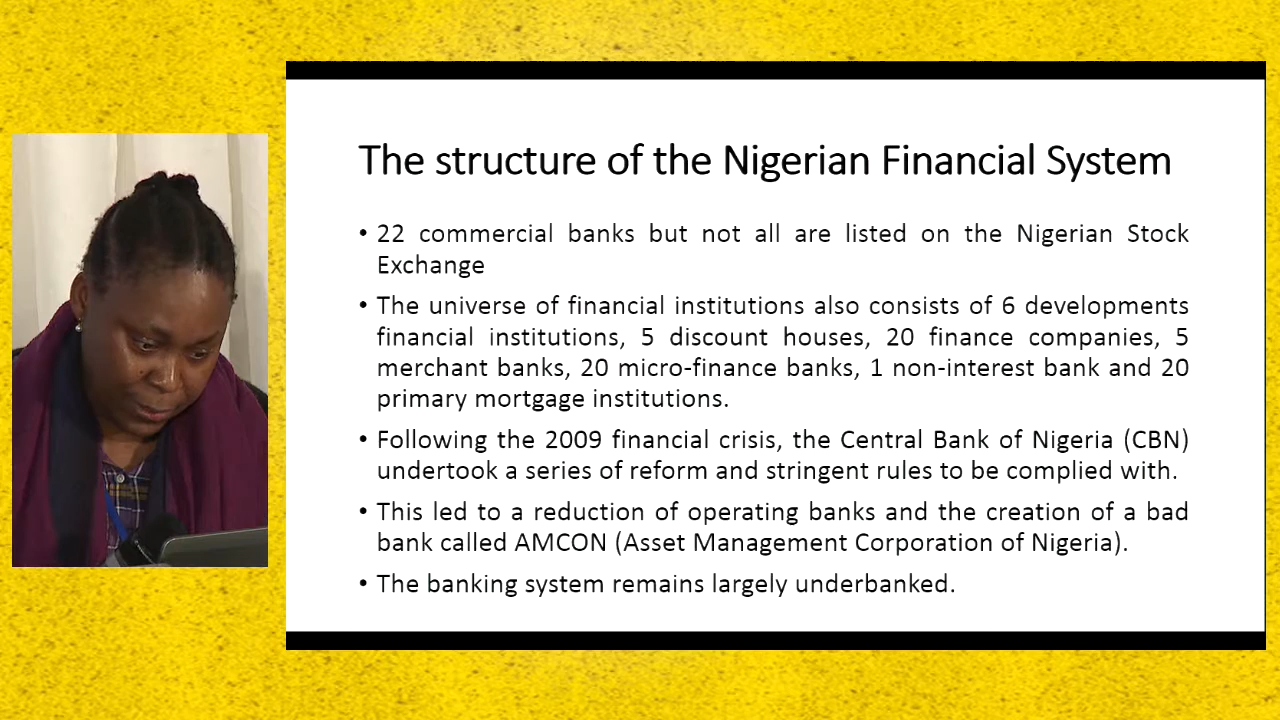 The structure of the Nigerian Financial System
• 22 commercial banks but not all are listed on the Nigerian Stock
Exchange
• The universe of financial institutions also consists of 6 developments
financial institutions, 5 discount houses, 20 finance companies, 5
merchant banks, 20 micro-finance banks, 1 non-interest bank and 20
primary mortgage institutions.
• Following the 2009 financial crisis, the Central Bank of Nigeria (CBN)
undertook a series of reform and stringent rules to be complied with.
• This led to a reduction of operating banks and the creation of a bad
bank called AMCON (Asset Management Corporation of Nigeria).
• The banking system remains largely underbanked.